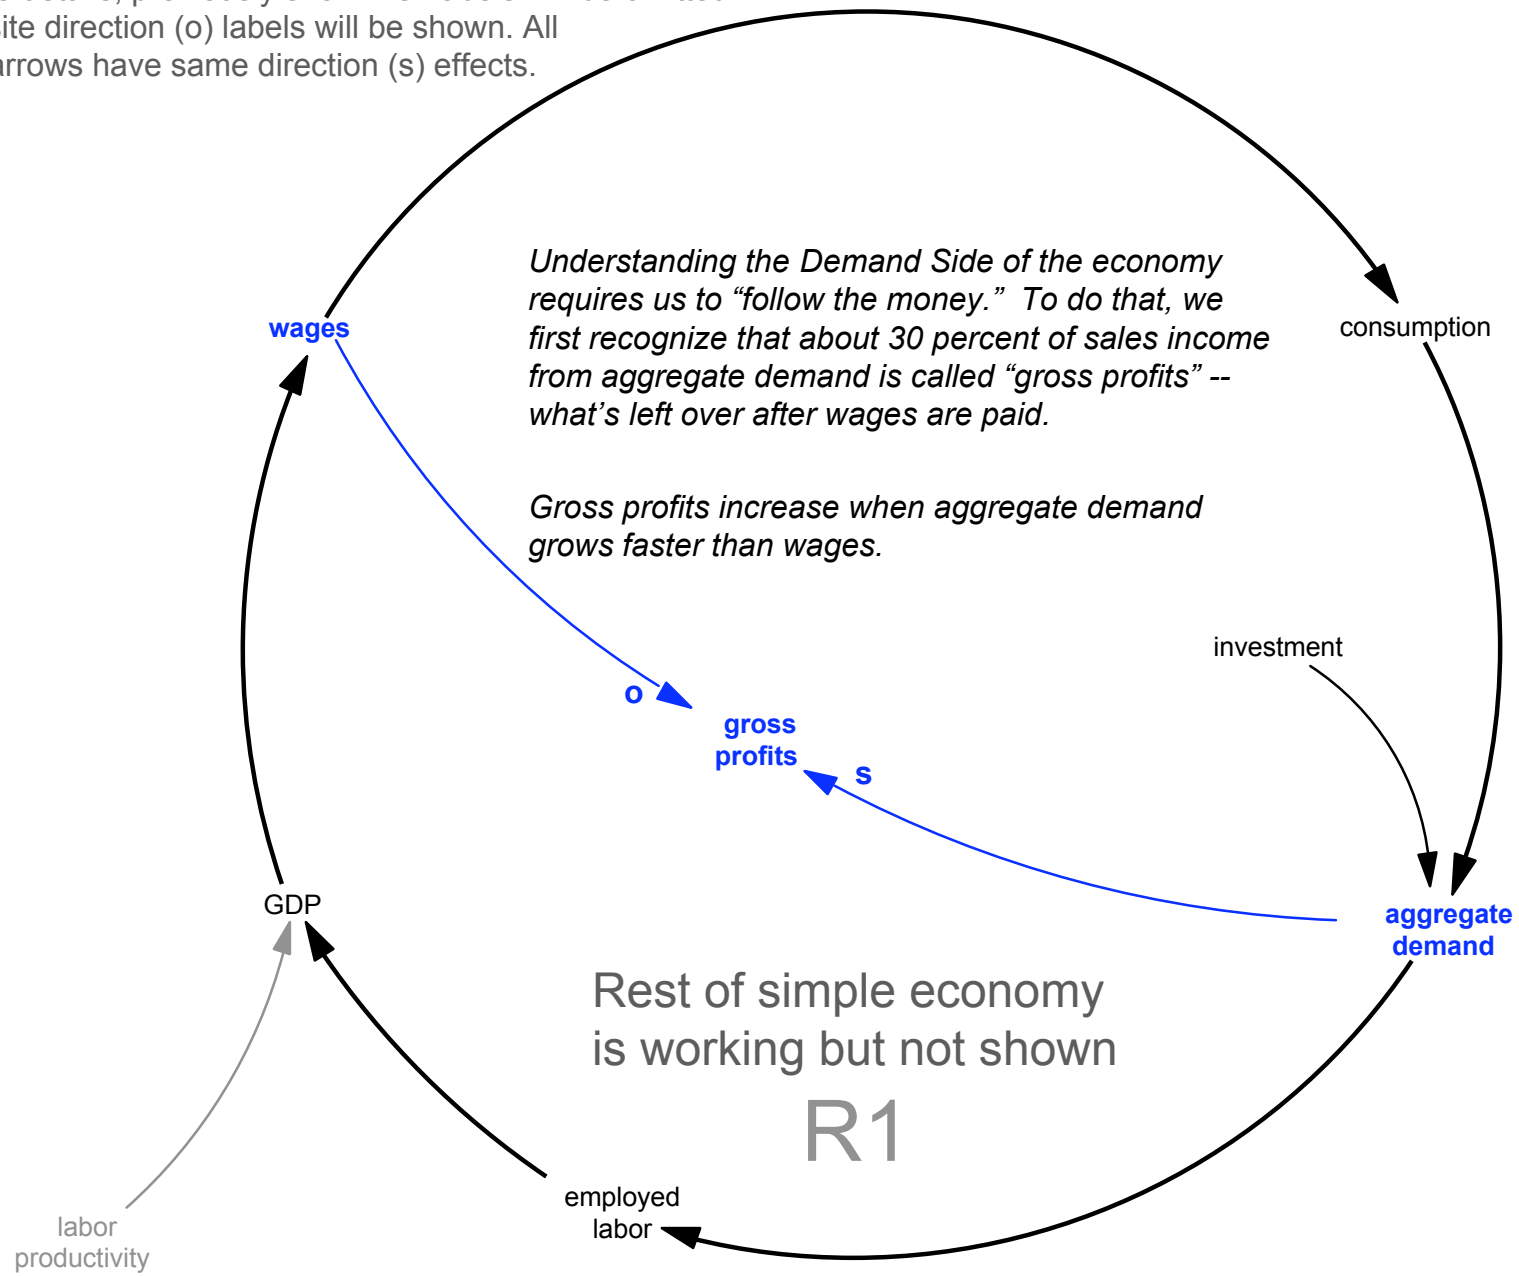 site direction (o) labels will be shown. All
arrows have same direction (s) effects.
Understanding the Demand Side of the economy
requires us to “follow the money.” To do that, we
first recognize that about 30 percent of sales income
from aggregate demand is called “gross profits” --
what’s left over after wages are paid.
wages
consumption
Gross profits increase when aggregate demand
grows faster than wages.
investment
o
gross
profits
s
GDP
aggregate
demand
Rest of simple economy
is working but not shown
R1
employed
labor
labor
productivity